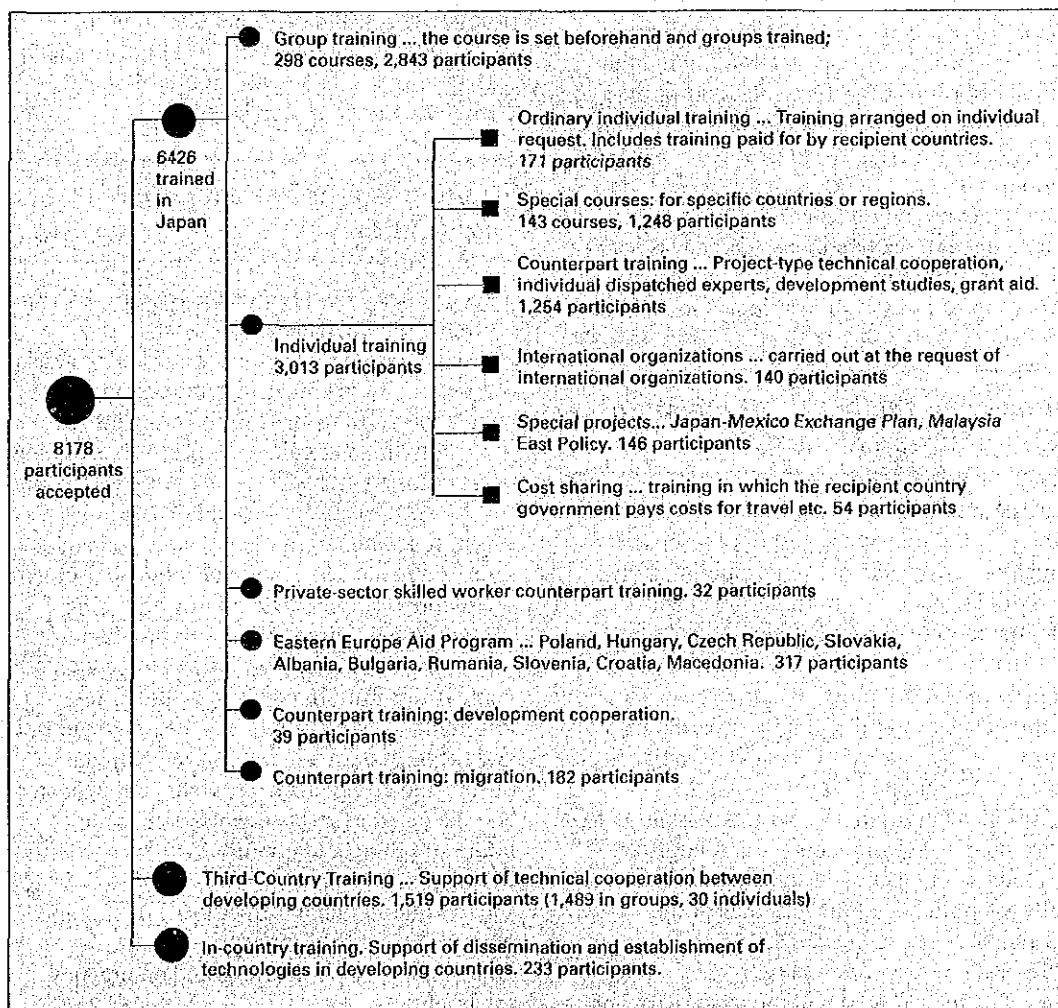 Group training ... the course is set beforehand and groups trained;
298 courses, 2,843 participants
6426
trained
in
Japan
Ordinary individual training ... Training arranged on individual
request. Includes training paid for by recipient countries.
171 participants
Special courses: for specific countries or regions.
143 courses, 1,248 participants
Counterpart training ... Project-type technical cooperation,
individual dispatched experts, development studies, grant aid.
1,254 participants
Individual training
3,013 participants
International organizations ... carried out at the request of
international organizations. 140 participants
Special projects... Japan-Mexico Exchange Plan, Malaysia
East Policy. 146 participants
Cost sharing ... training in which the recipient country
government pays costs for travel etc. 54 participants
8178
participants
accepted
Private-sector skilled worker counterpart training. 32 participants
Eastern Europe Aid Program ... Poland, Hungary, Czech Republic, Slovakia,
Albania, Bulgaria, Rumania, Slovenia, Croatia, Macedonia. 317 participants
Counterpart training: development cooperation.
39 participants
Counterpart training: migration. 182 participants
Third-Country Training ... Support of technical cooperation between
developing countries. 1,519 participants (1,489 in groups, 30 individuals)
In-country training. Support of dissemination and establishment of
technologies in developing countries. 233 participants.